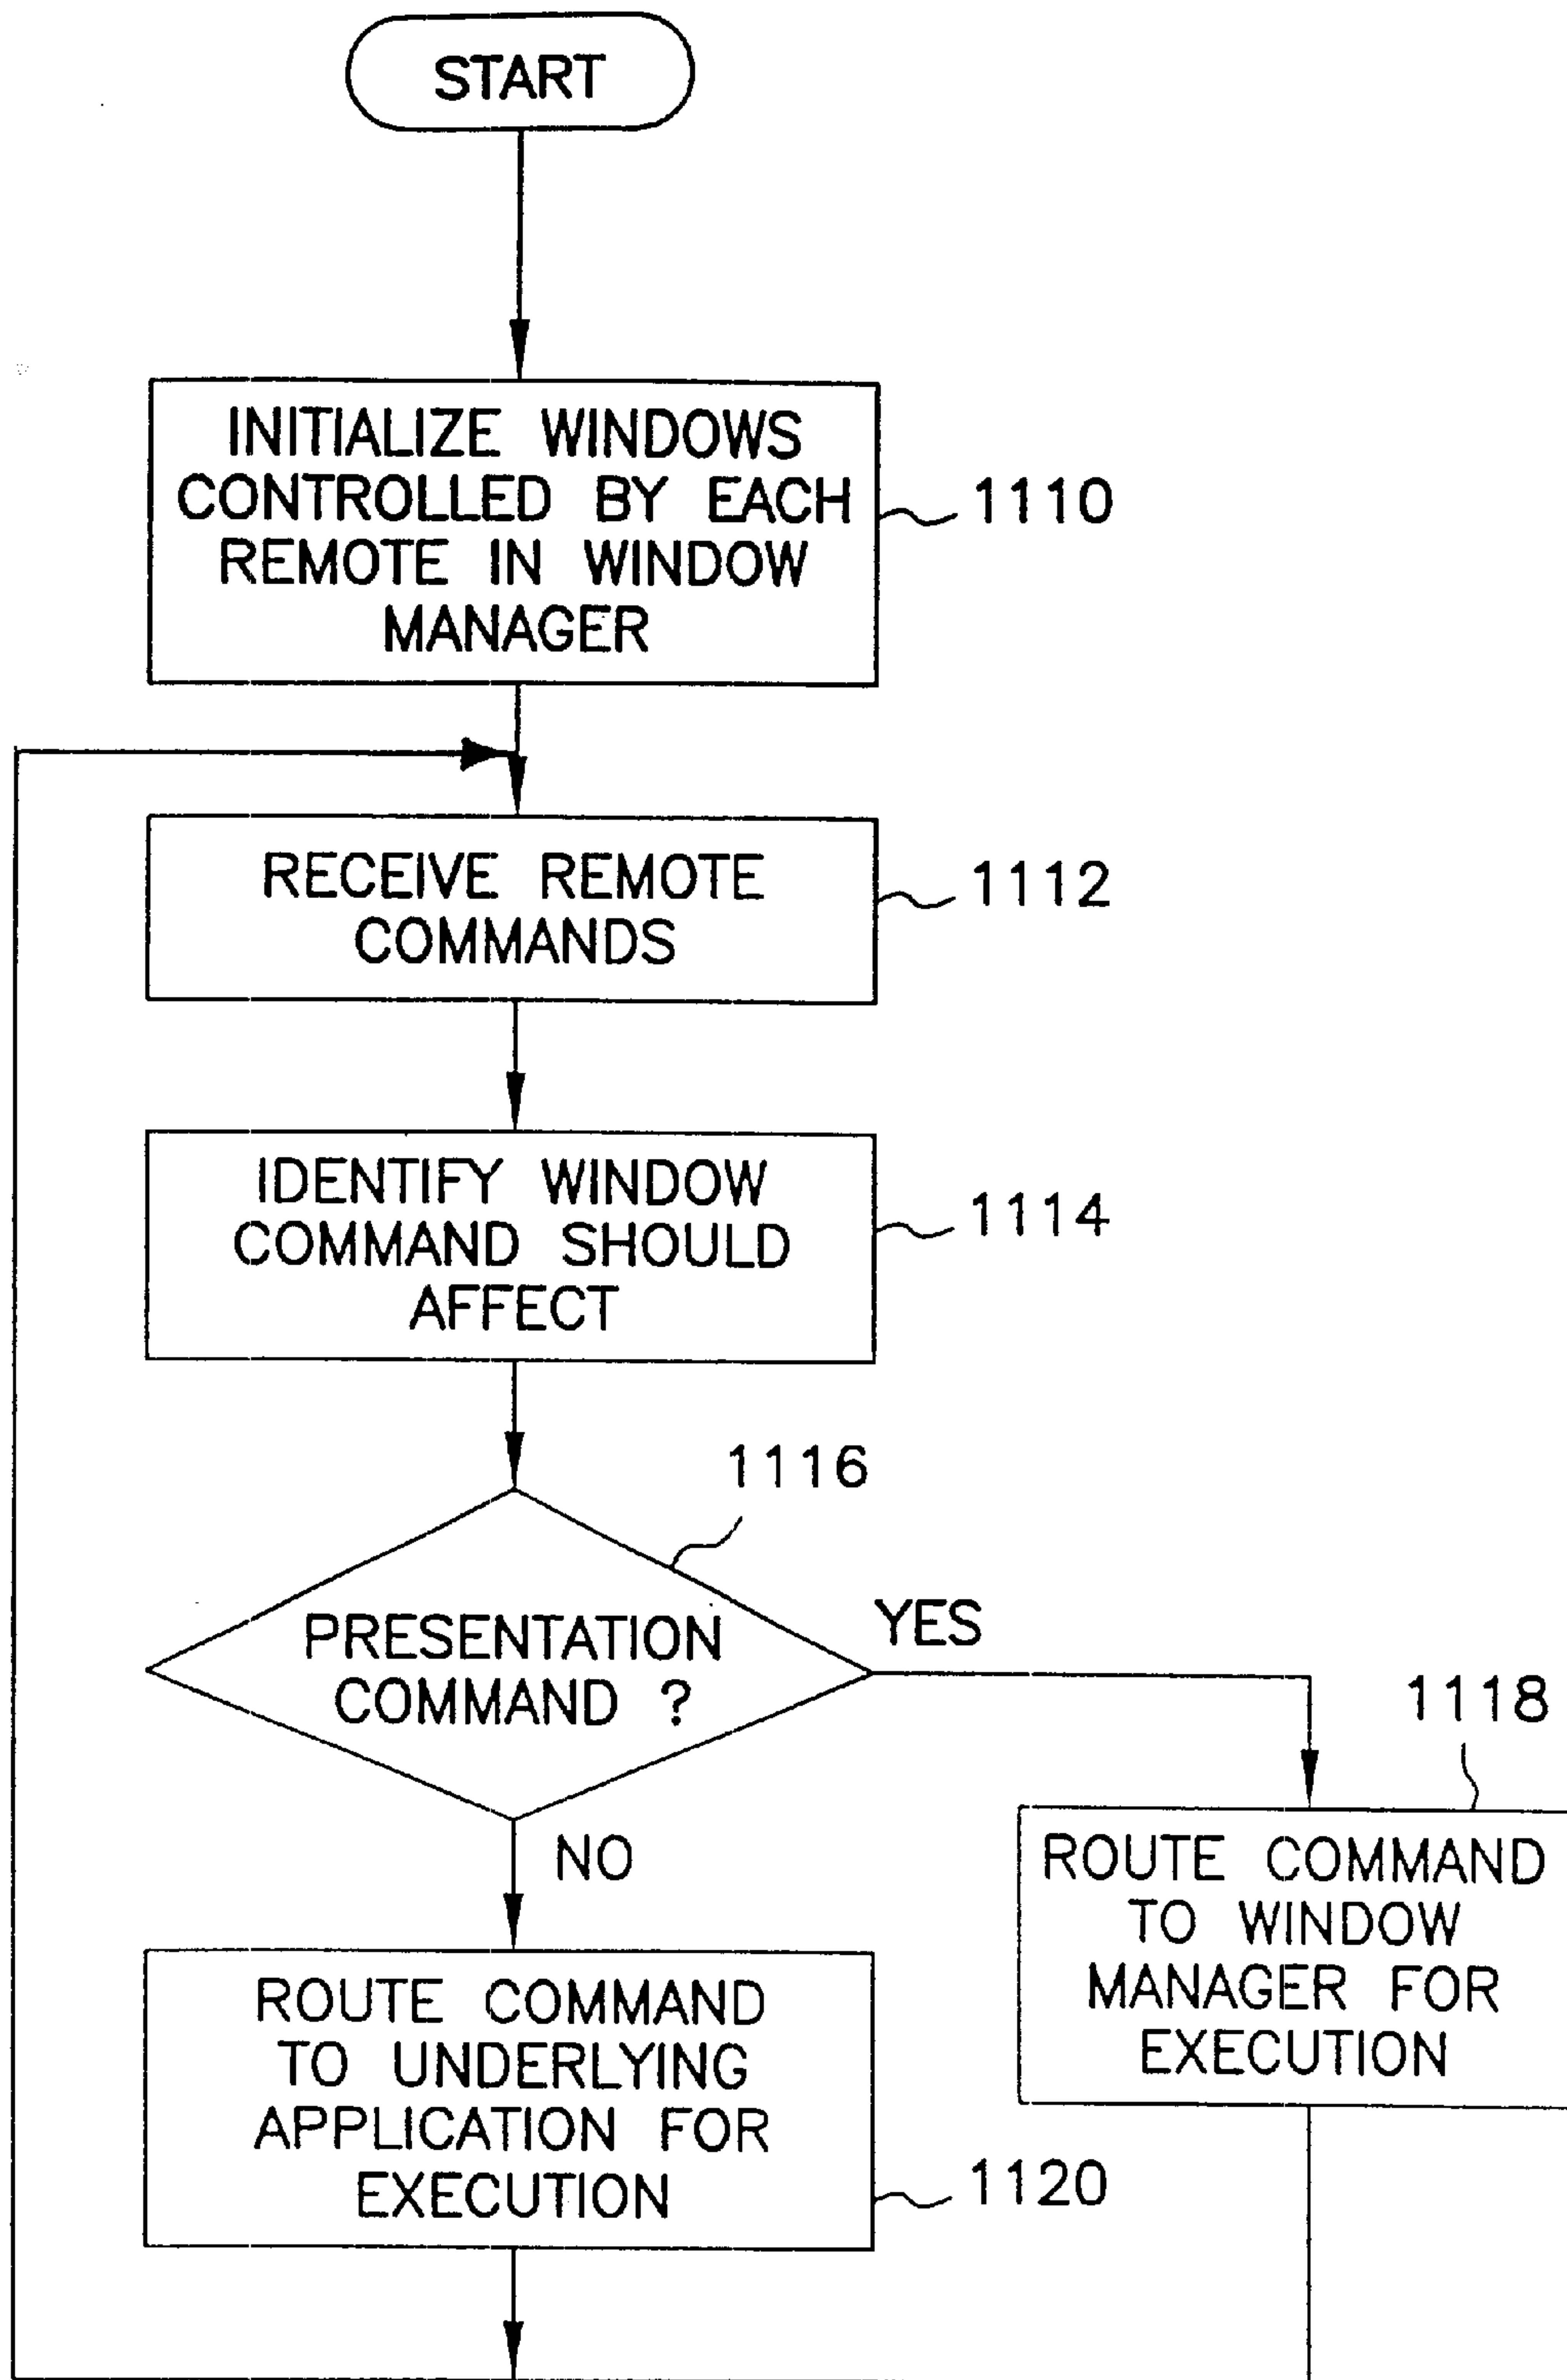 START
INITIALIZE WINDOWS
CONTROLLED BY EACH
REMOTE IN WINDOW
MANAGER
1110
RECEIVE REMOTE
COMMANDS
1112
IDENTIFY WINDOW
COMMAND SHOULD
AFFECT
1114
1116
PRESENTATION
COMMAND ?
YES
NO
1118
ROUTE COMMAND
TO WINDOW
MANAGER FOR
EXECUTION
ROUTE COMMAND
TO UNDERLYING
APPLICATION FOR
EXECUTION
1120